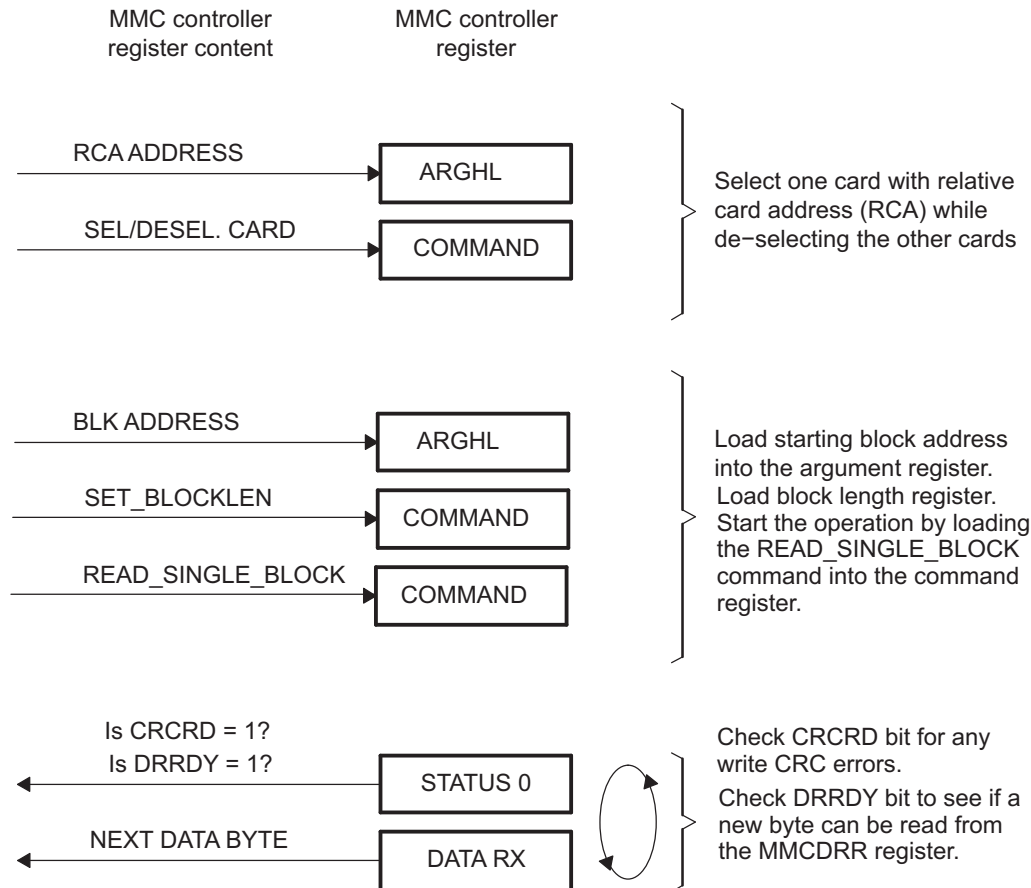 MMC controller
register content
MMC controller
register
RCA ADDRESS
ARGHL
SEL/DESEL. CARD
COMMAND
Select one card with relative
card address (RCA) while
de−selecting the other cards
BLK ADDRESS
ARGHL
SET_BLOCKLEN
COMMAND
READ_SINGLE_BLOCK
COMMAND
Load starting block address
into the argument register.
Load block length register.
Start the operation by loading
the READ_SINGLE_BLOCK
command into the command
register.
Is CRCRD = 1?
Is DRRDY = 1?
STATUS 0
NEXT DATA BYTE
DATA RX
Check CRCRD bit for any
write CRC errors.
Check DRRDY bit to see if a
new byte can be read from
the MMCDRR register.